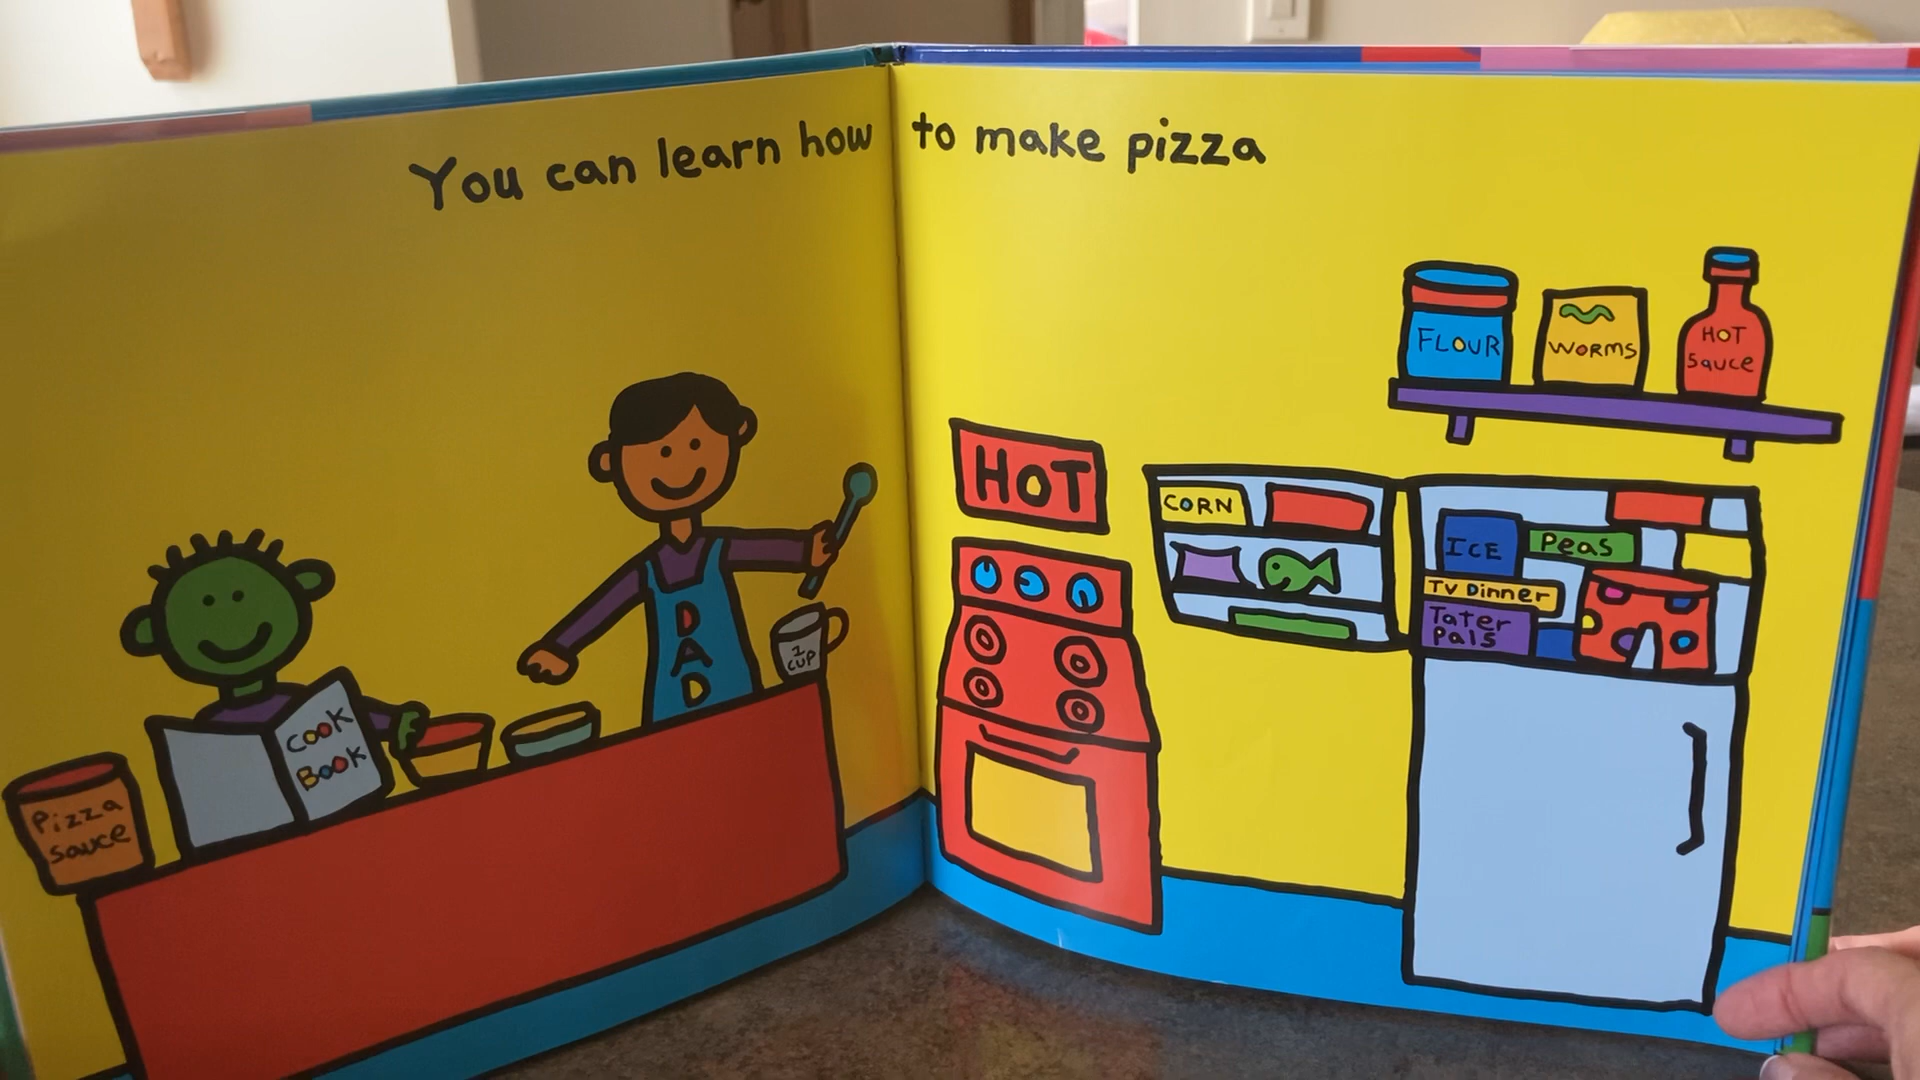 You can learn how to make pizza
FLOUR
WORMS
HOT
Sauce
HOT
CORN
ICE
Peas
TV Dinner
Tater
Pals
DAD
1
CUP
COOK
BOOK
Pizza
Sauce